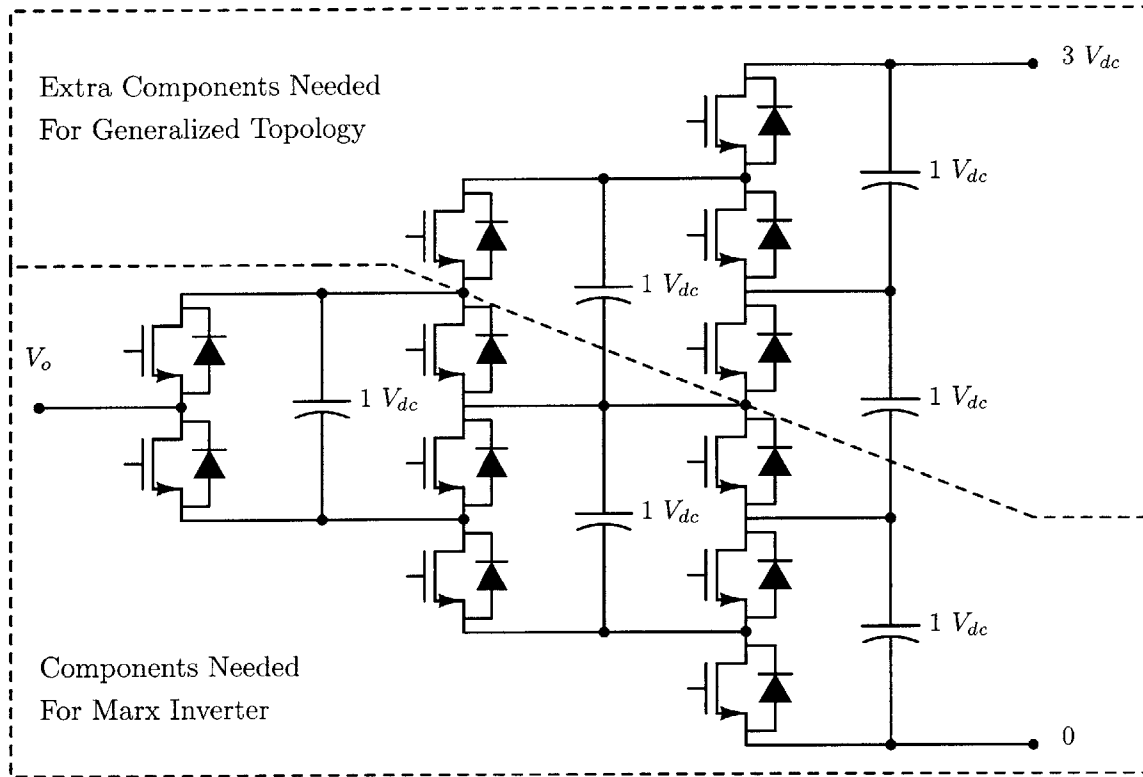 3 V_dc
Extra Components Needed
For Generalized Topology
1 V_dc
1 V_dc
V_o
1 V_dc
1 V_dc
1 V_dc
1 V_dc
Components Needed
For Marx Inverter
0